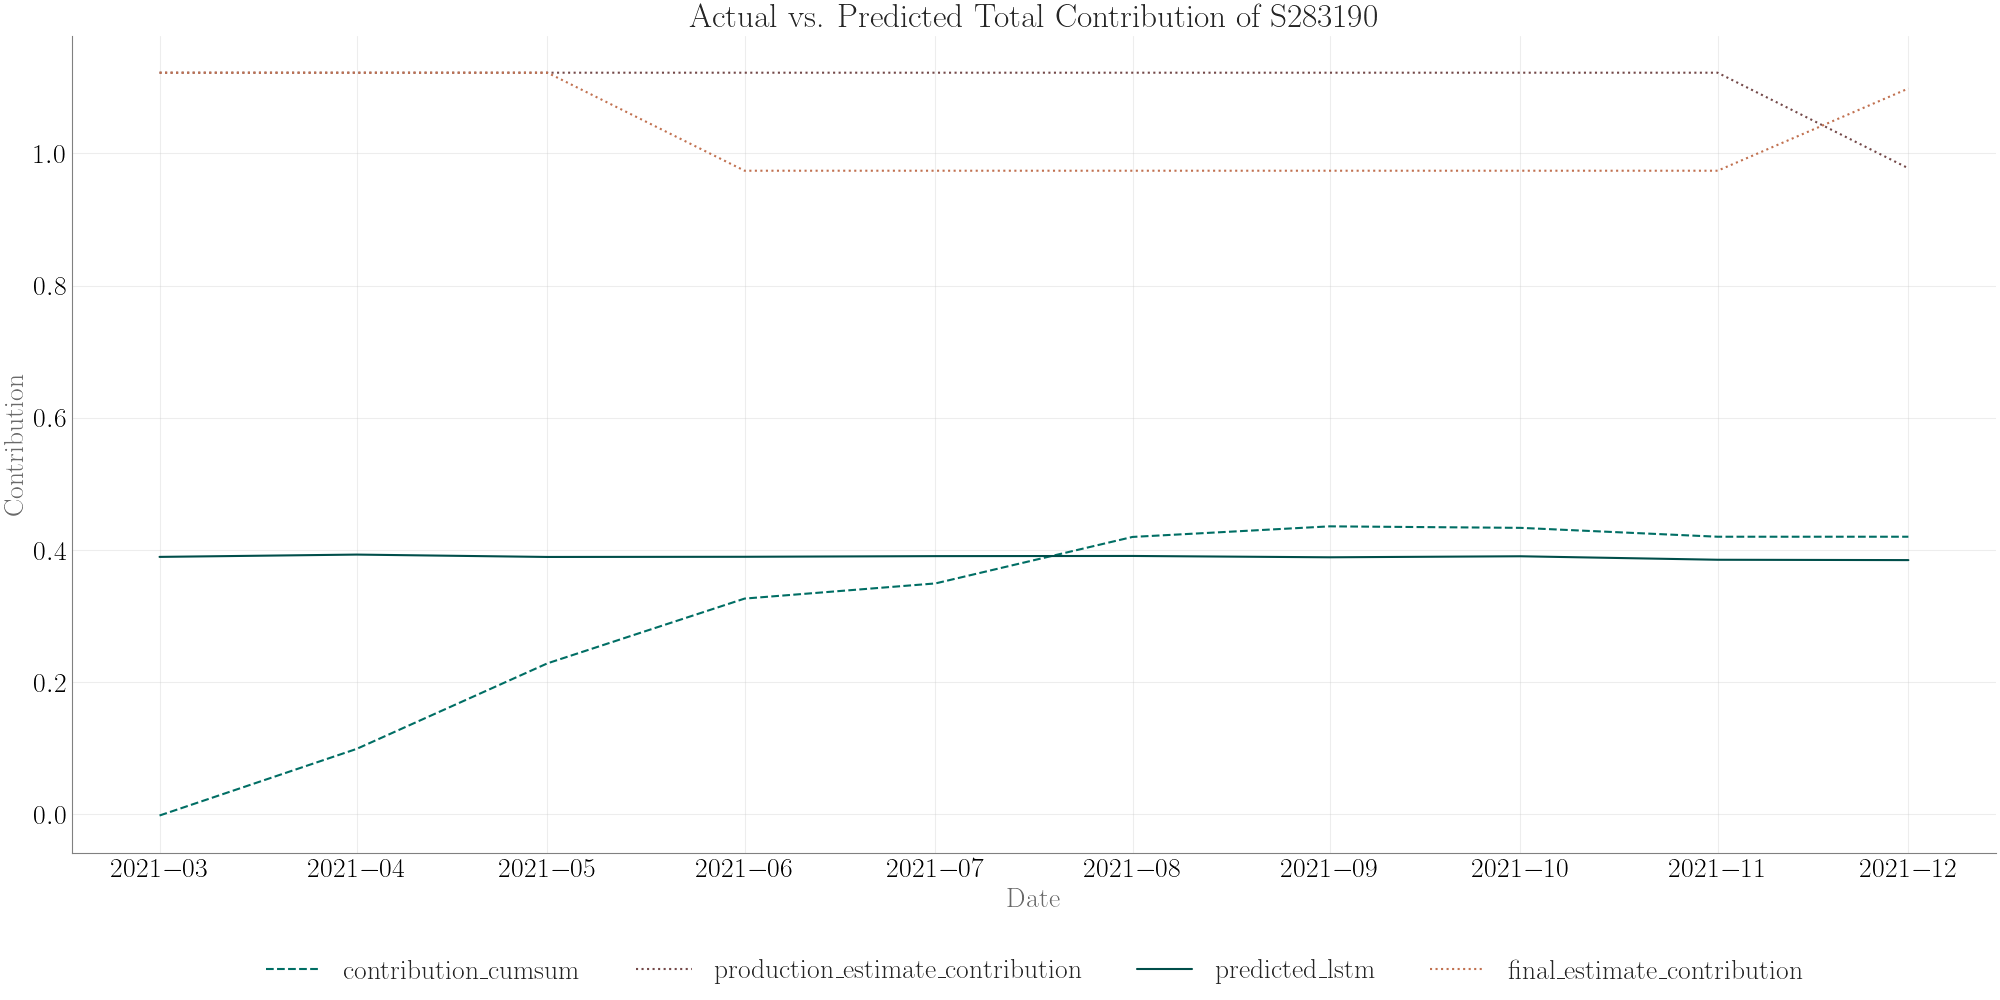 Actual vs. Predicted Total Contribution of S283190
Contribution
1.0
0.8
0.6
0.4
0.2
0.0
2021−03 2021−04 2021−05 2021−06 2021−07 2021−08 2021−09 2021−10 2021−11 2021−12
Date
contribution_cumsum production_estimate_contribution predicted_lstm final_estimate_contribution